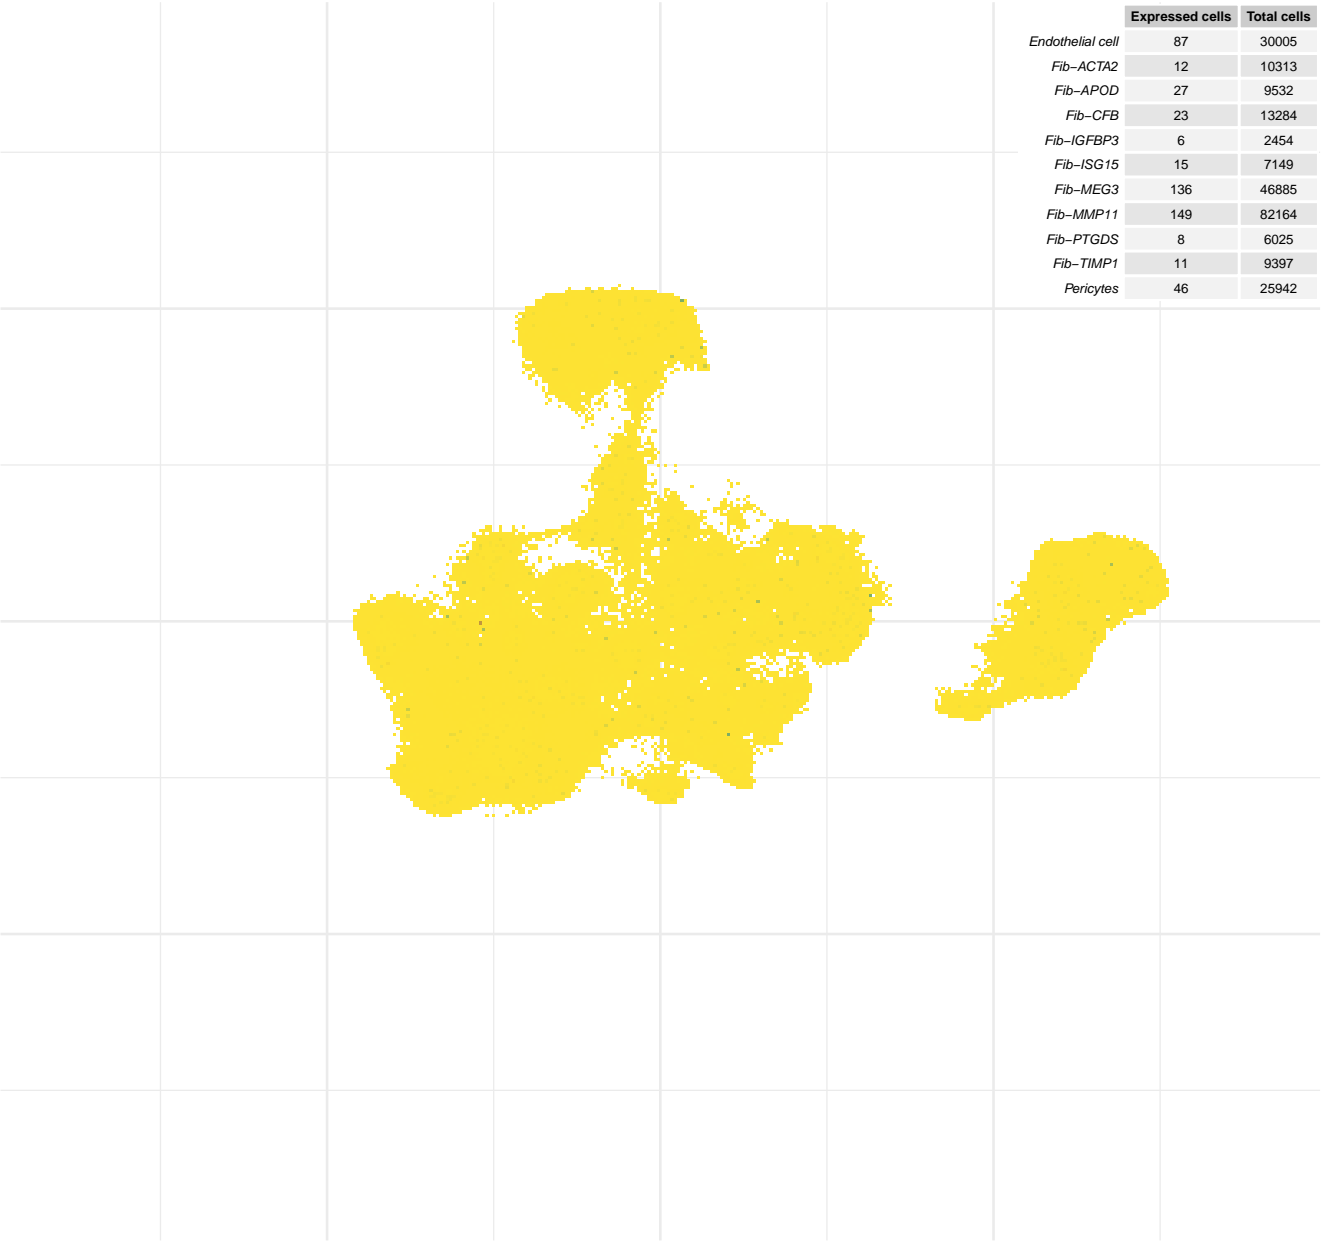 Expressed cells Total cells
Endothelial cell 87 30005
Fib−ACTA2 12 10313
Fib−APOD 27 9532
Fib−CFB 23 13284
Fib−IGFBP3 6 2454
Fib−ISG15 15 7149
Fib−MEG3 136 46885
Fib−MMP11 149 82164
Fib−PTGDS 8 6025
Fib−TIMP1 11 9397
Pericytes 46 25942